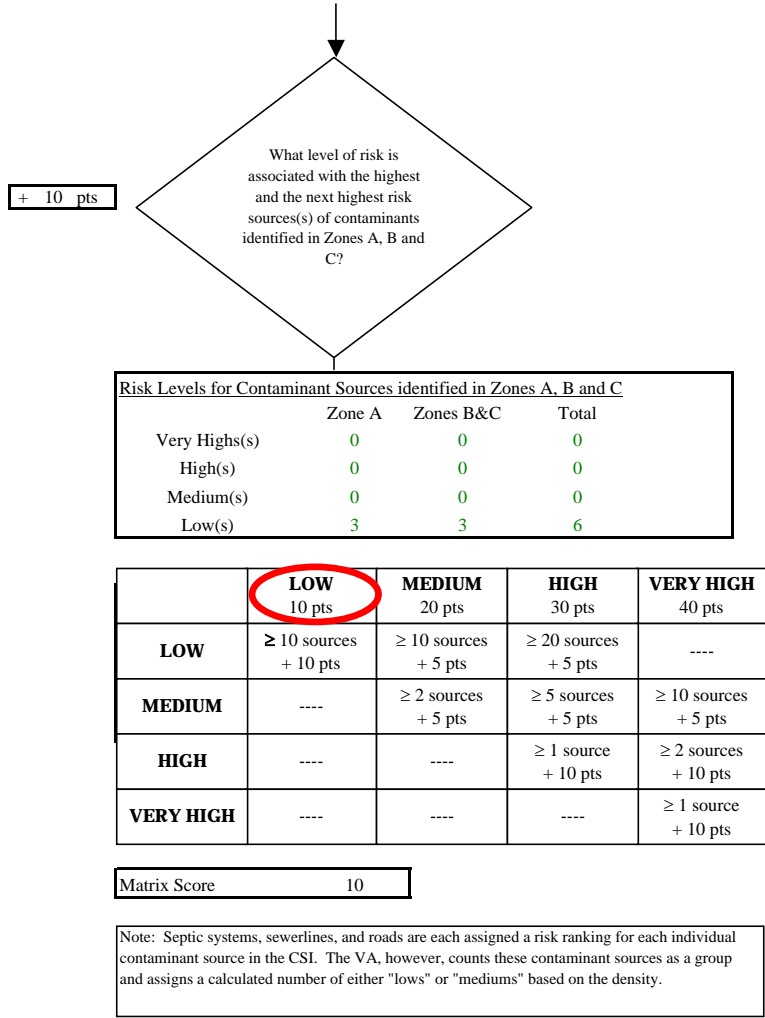 What level of risk is
associated with the highest
and the next highest risk
sources(s) of contaminants
identified in Zones A, B and
C?
+ 10 pts
Risk Levels for Contaminant Sources identified in Zones A, B and C
Zone A Zones B&C Total
Very Highs(s) 0 0 0
High(s) 0 0 0
Medium(s) 0 0 0
Low(s) 3 3 6
LOW MEDIUM HIGH VERY HIGH
10 pts 20 pts 30 pts 40 pts
LOW ≥ 10 sources ≥ 10 sources ≥ 20 sources ----
+ 10 pts + 5 pts + 5 pts
MEDIUM ---- ≥ 2 sources ≥ 5 sources ≥ 10 sources
+ 5 pts + 5 pts + 5 pts
HIGH ---- ---- ≥ 1 source ≥ 2 sources
+ 10 pts + 10 pts
VERY HIGH ---- ---- ---- ≥ 1 source
+ 10 pts
Matrix Score 10
Note: Septic systems, sewerlines, and roads are each assigned a risk ranking for each individual
contaminant source in the CSI. The VA, however, counts these contaminant sources as a group
and assigns a calculated number of either "lows" or "mediums" based on the density.